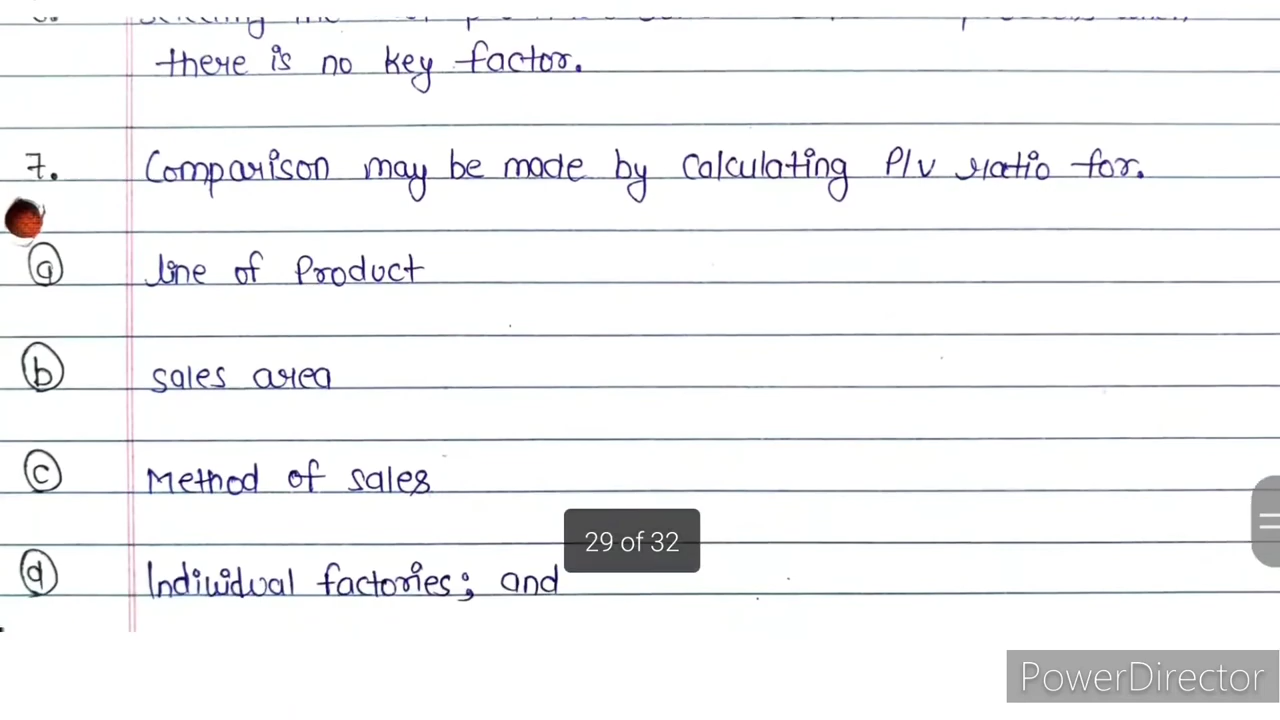 there is no key factor.
7. Comparison may be made by calculating P/V ratio for.
a line of Product
b sales area
c Method of sales
29 of 32
d Individual factories; and
PowerDirector